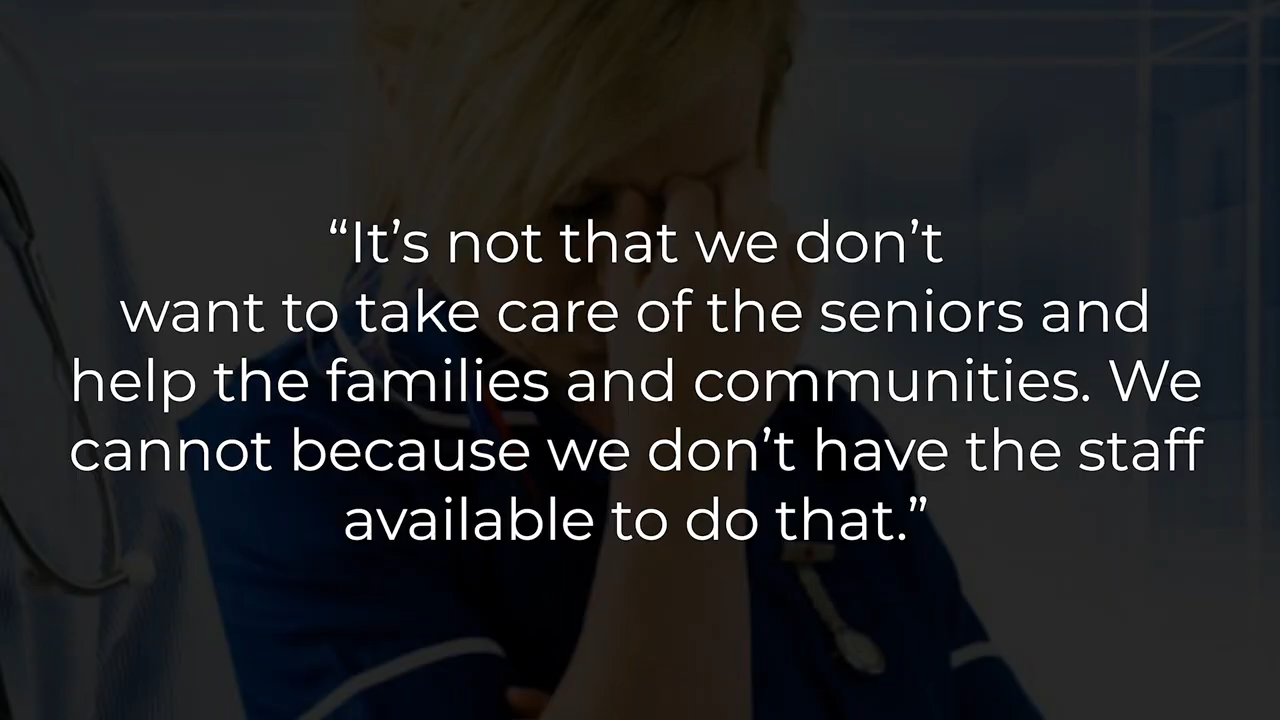 “It’s not that we don’t
want to take care of the seniors and
help the families and communities. We
cannot because we don’t have the staff
available to do that.”